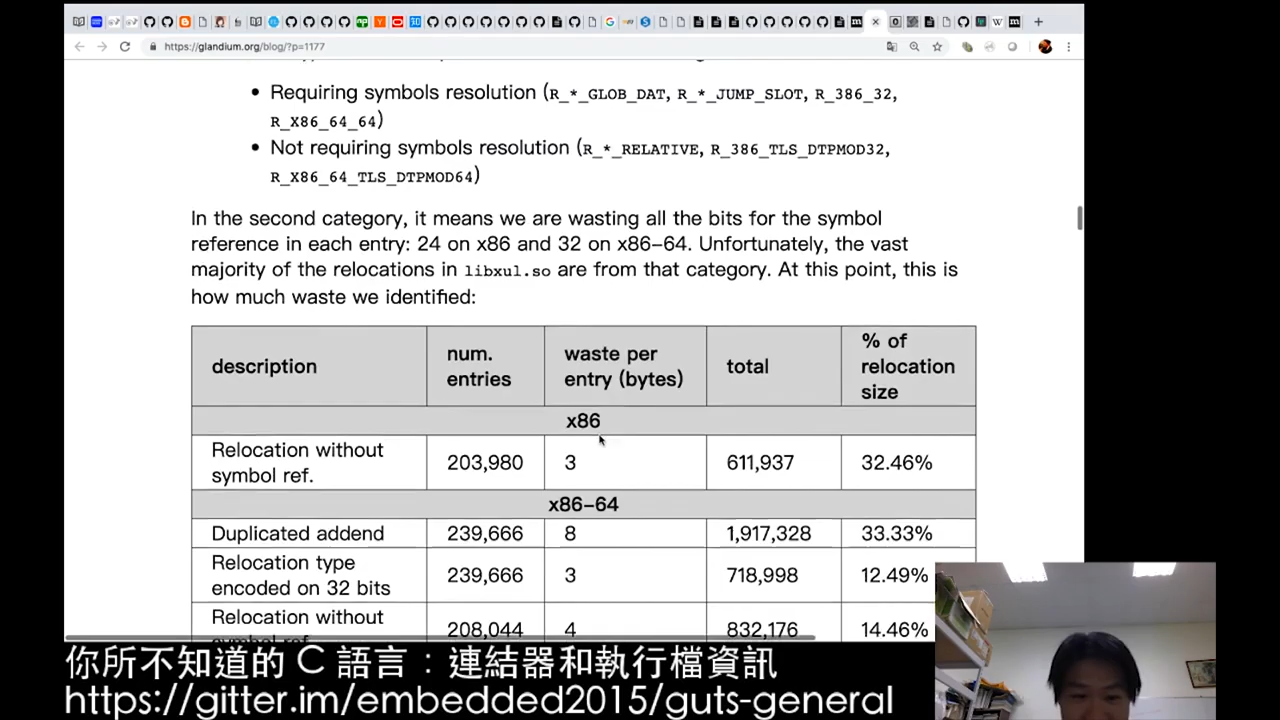 https://glandium.org/blog/?p=1177
• Requiring symbols resolution (R_*_GLOB_DAT, R_*_JUMP_SLOT, R_386_32,
R_X86_64_64)
• Not requiring symbols resolution (R_*_RELATIVE, R_386_TLS_DTPMOD32,
R_X86_64_TLS_DTPMOD64)
In the second category, it means we are wasting all the bits for the symbol
reference in each entry: 24 on x86 and 32 on x86–64. Unfortunately, the vast
majority of the relocations in libxul.so are from that category. At this point, this is
how much waste we identified:
description
num.
entries
waste per
entry (bytes)
total
% of
relocation
size
x86
Relocation without
symbol ref.
203,980
3
611,937
32.46%
x86–64
Duplicated addend
239,666
8
1,917,328
33.33%
Relocation type
encoded on 32 bits
239,666
3
718,998
12.49%
Relocation without
symbol ref.
208,044
4
832,176
14.46%
你所不知道的 C 語言：連結器和執行檔資訊
https://gitter.im/embedded2015/guts-general